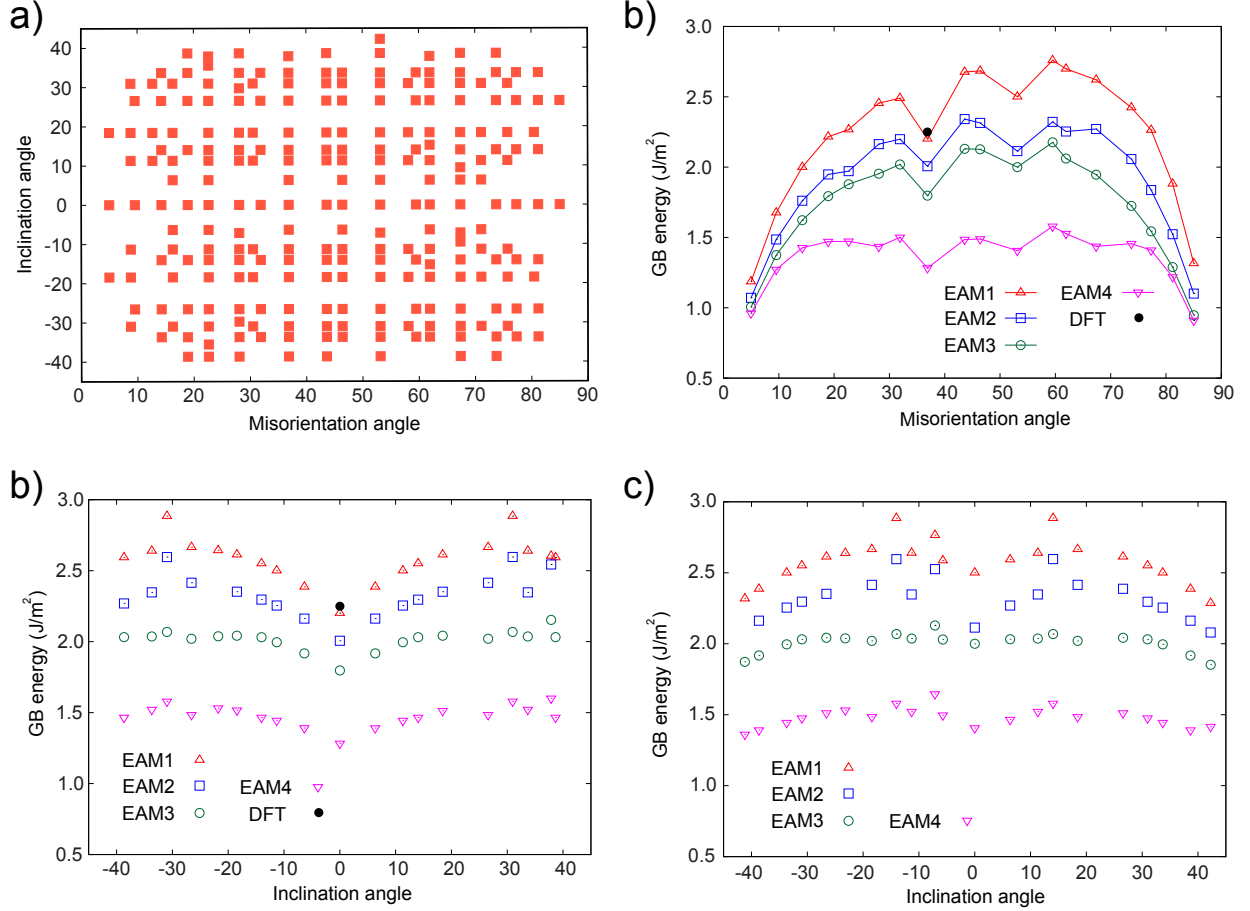 a)
40
30
20
10
0
-10
-20
-30
-40
Inclination angle
0 10 20 30 40 50 60 70 80 90
Misorientation angle
b)
3.0
2.5
2.0
1.5
1.0
0.5
GB energy (J/m²)
EAM1 EAM4
EAM2 DFT
EAM3
0 10 20 30 40 50 60 70 80 90
Misorientation angle
b)
3.0
2.5
2.0
1.5
1.0
0.5
GB energy (J/m²)
EAM1
EAM2 EAM4
EAM3 DFT
-40 -30 -20 -10 0 10 20 30 40
Inclination angle
c)
3.0
2.5
2.0
1.5
1.0
0.5
GB energy (J/m²)
EAM1
EAM2
EAM3 EAM4
-40 -30 -20 -10 0 10 20 30 40
Inclination angle